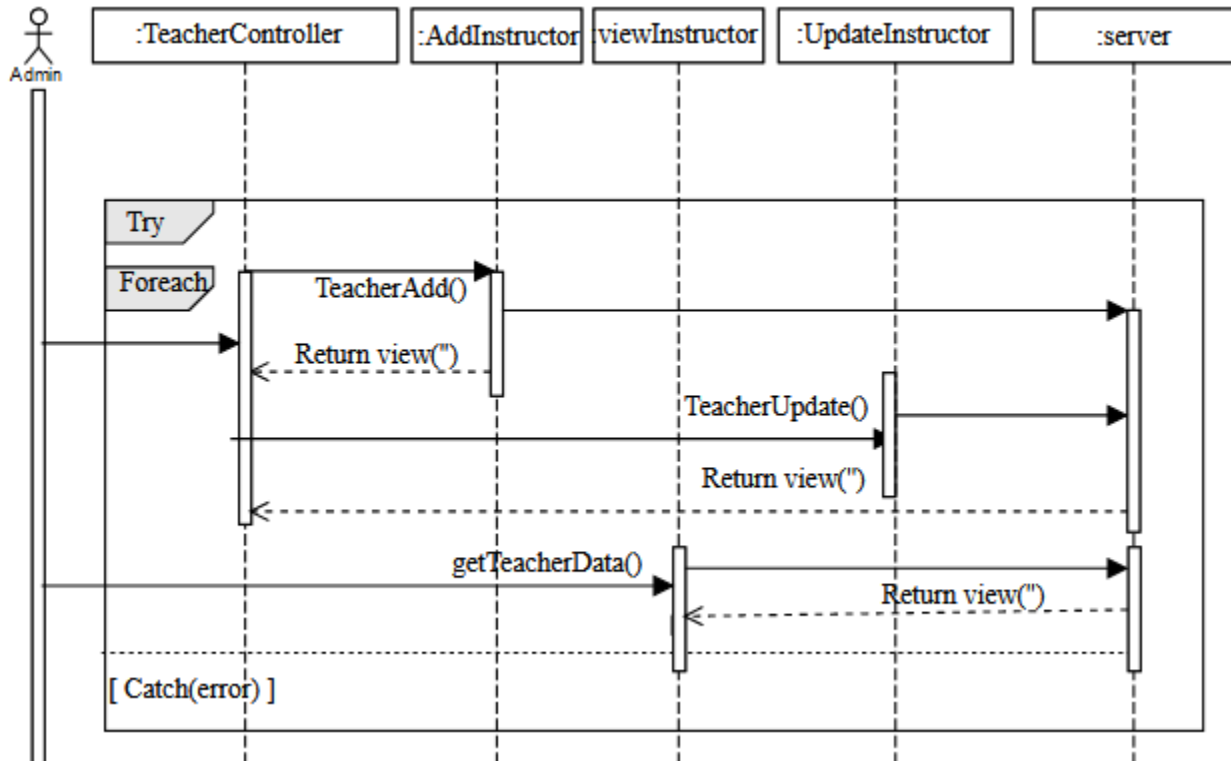 Admin
:TeacherController
:AddInstructor
:viewInstructor
:UpdateInstructor
:server
Try
Foreach
TeacherAdd()
Return view('')
TeacherUpdate()
Return view('')
getTeacherData()
Return view('')
[ Catch(error) ]